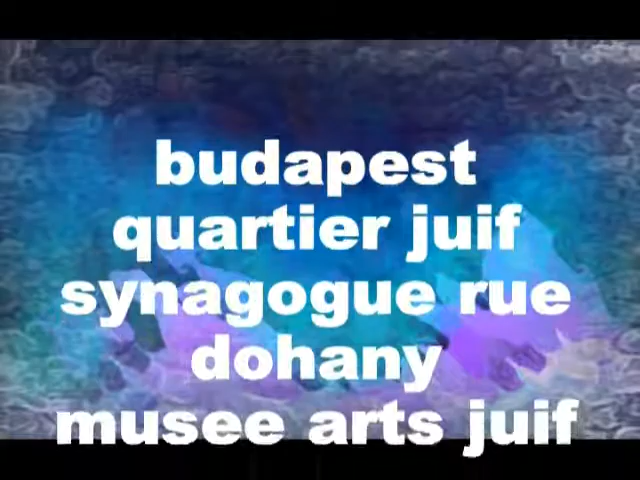 budapest
quartier juif
synagogue rue
dohany
musee arts juif